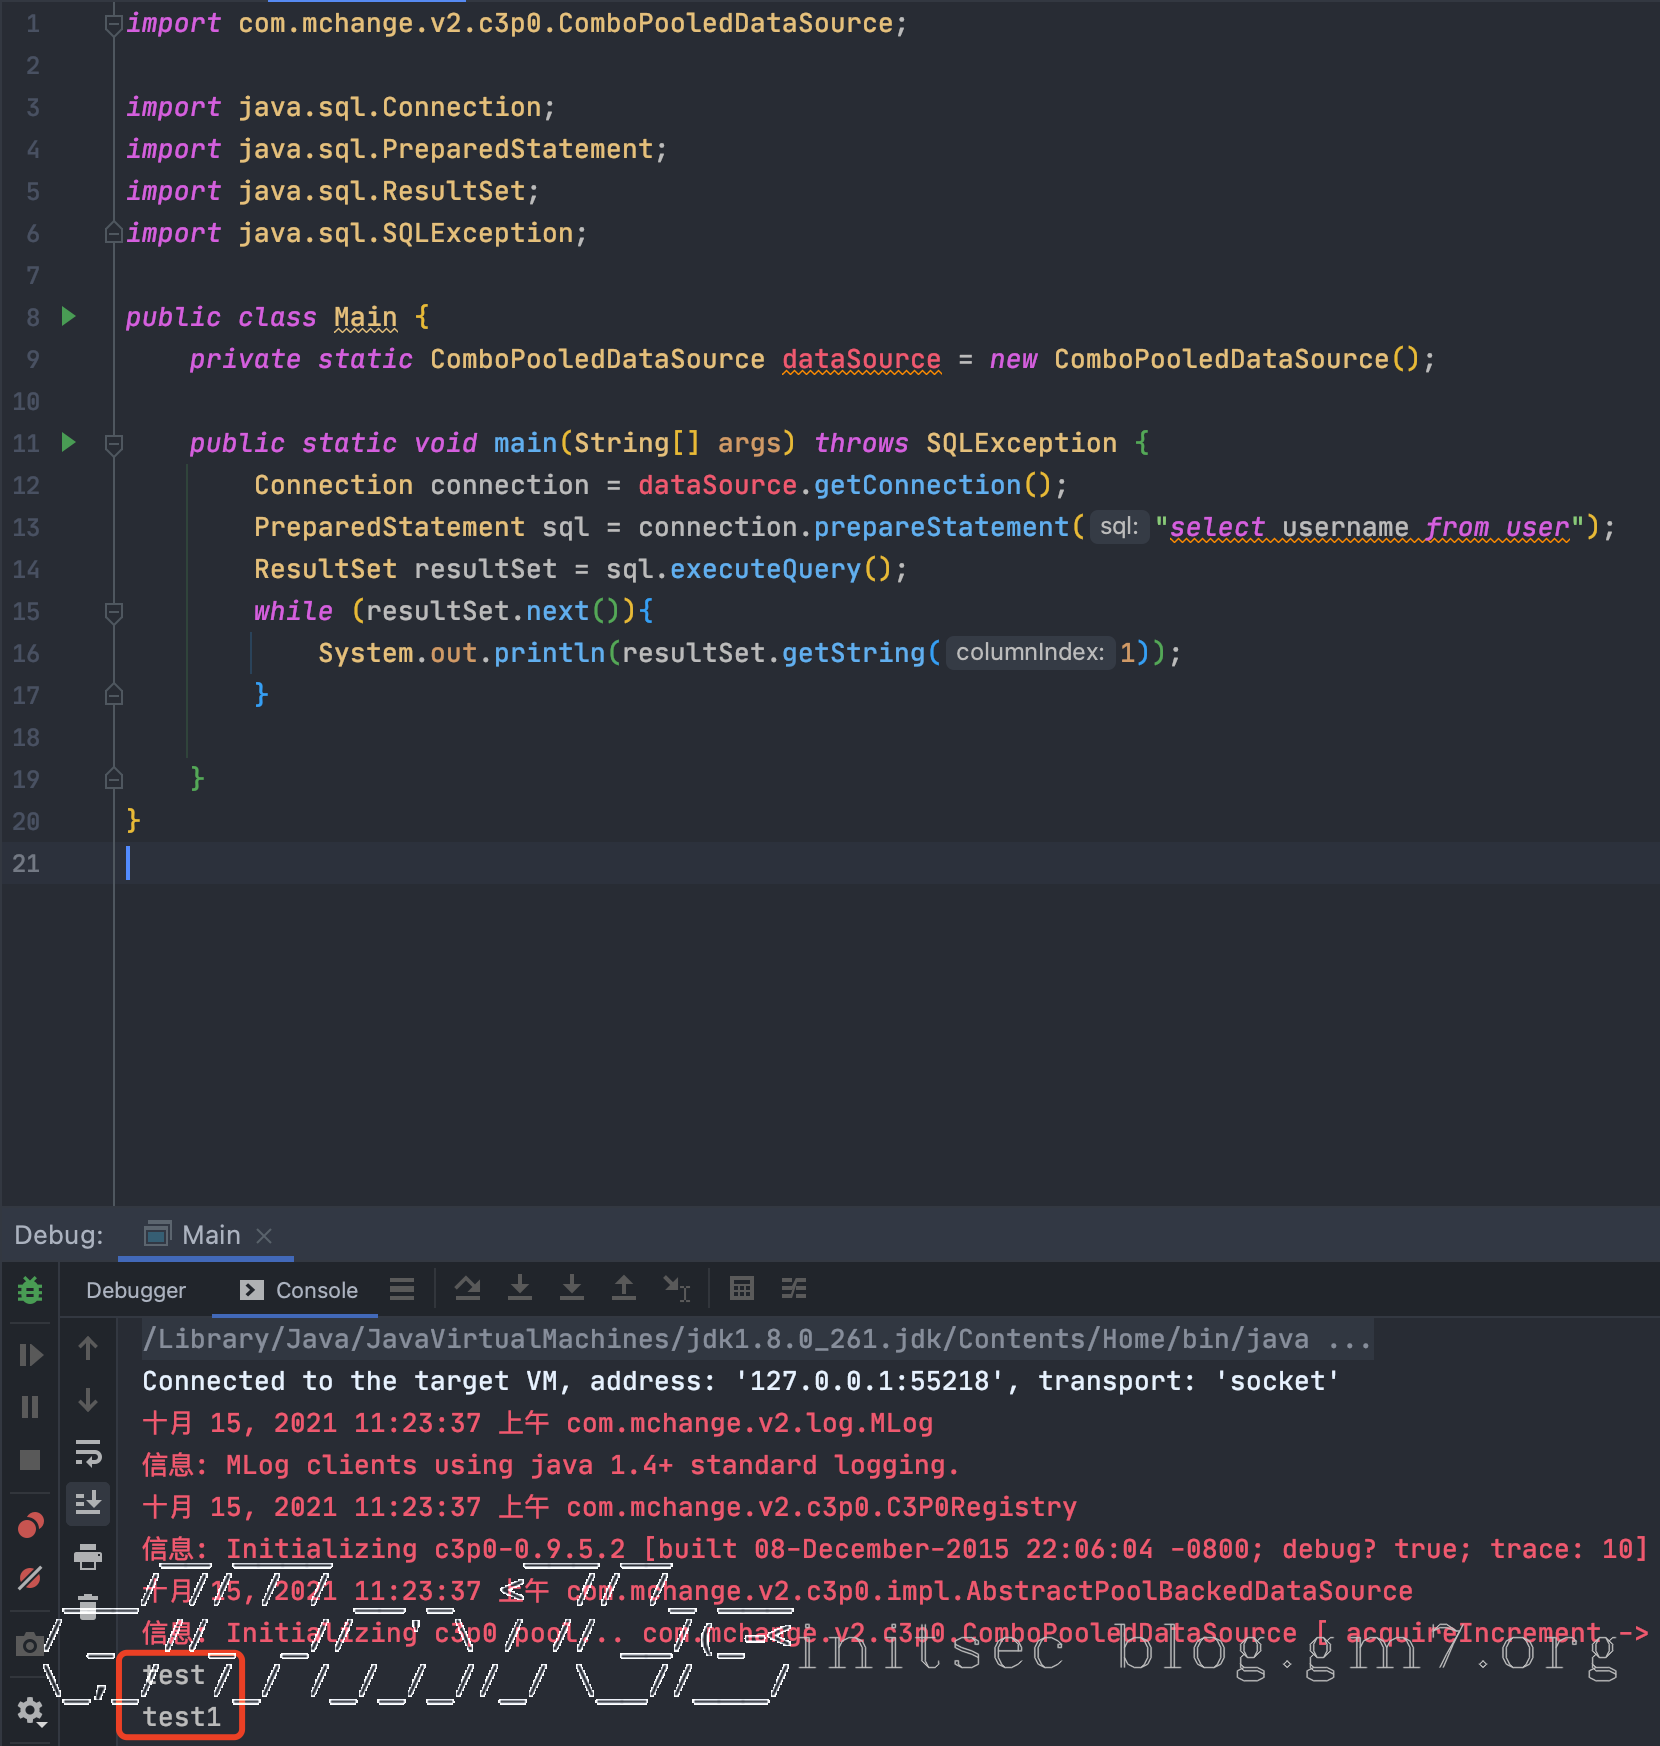 1 import com.mchange.v2.c3p0.ComboPooledDataSource;
2
3 import java.sql.Connection;
4 import java.sql.PreparedStatement;
5 import java.sql.ResultSet;
6 import java.sql.SQLException;
7
8 public class Main {
9 private static ComboPooledDataSource dataSource = new ComboPooledDataSource();
10
11 public static void main(String[] args) throws SQLException {
12 Connection connection = dataSource.getConnection();
13 PreparedStatement sql = connection.prepareStatement( sql: "select username from user");
14 ResultSet resultSet = sql.executeQuery();
15 while (resultSet.next()){
16 System.out.println(resultSet.getString( columnIndex: 1));
17 }
18
19 }
20 }
21
Debug: Main
Debugger Console
/Library/Java/JavaVirtualMachines/jdk1.8.0_261.jdk/Contents/Home/bin/java ...
Connected to the target VM, address: '127.0.0.1:55218', transport: 'socket'
十月 15, 2021 11:23:37 上午 com.mchange.v2.log.MLog
信息: MLog clients using java 1.4+ standard logging.
十月 15, 2021 11:23:37 上午 com.mchange.v2.c3p0.C3P0Registry
信息: Initializing c3p0-0.9.5.2 [built 08-December-2015 22:06:04 -0800; debug? true; trace: 10]
十月 15, 2021 11:23:37 上午 com.mchange.v2.c3p0.impl.AbstractPoolBackedDataSource
信息: Initializing c3p0 pool... com.mchange.v2.c3p0.ComboPooledDataSource [ acquireIncrement ->
initsec blog.gm7.org
test
test1